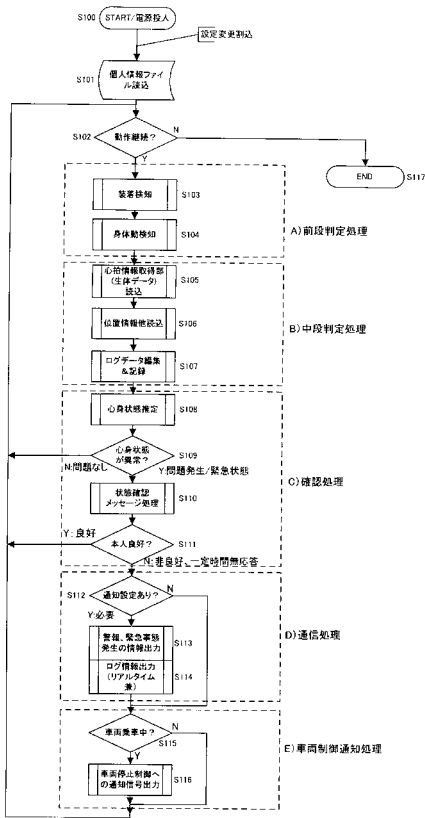 S100
START/電源投入
設定変更割込
S101
個人情報ファイ
ル読込
S102
動作継続？
N
Y
END
S117
装着検知
S103
身体動検知
S104
A)前段判定処理
心拍情報取得部
(生体データ)
読込
S105
位置情報他読込
S106
B)中段判定処理
ログデータ編集
&記録
S107
心身状態推定
S108
心身状態
が異常？
S109
N:問題なし
Y:問題発生/緊急状態
C)確認処理
状態確認
メッセージ処理
S110
Y：良好
本人良好？
S111
N:非良好、一定時間無応答
S112
通知設定あり？
N
Y:必要
警報、緊急事態
発生の情報出力
S113
D)通信処理
ログ情報出力
(リアルタイム
兼)
S114
車両乗車中？
N
S115
Y
E)車両制御通知処理
車両停止制御へ
の通知信号出力
S116